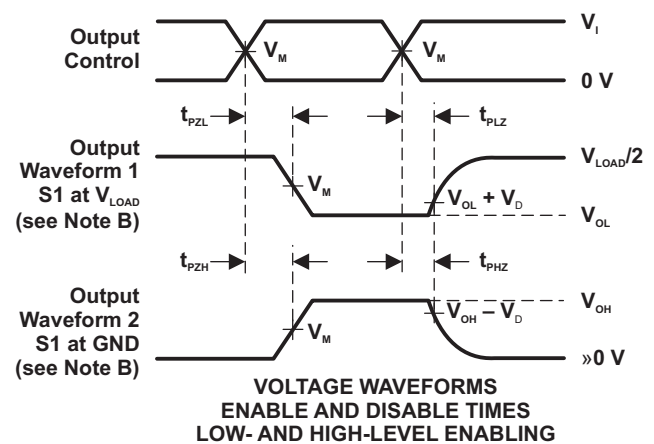 Output
Control
V_M
V_M
V_I
0 V
t_PZL
t_PLZ
Output
Waveform 1
S1 at V_LOAD
(see Note B)
V_M
V_OL + V_D
V_LOAD/2
V_OL
t_PZH
t_PHZ
Output
Waveform 2
S1 at GND
(see Note B)
V_M
V_OH – V_D
V_OH
»0 V
VOLTAGE WAVEFORMS
ENABLE AND DISABLE TIMES
LOW- AND HIGH-LEVEL ENABLING